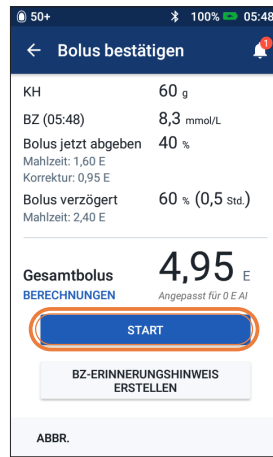 50+ 100% 05:48
Bolus bestätigen 1
KH 60 g
BZ (05:48) 8,3 mmol/L
Bolus jetzt abgeben 40 %
Mahlzeit: 1,60 E
Korrektur: 0,95 E
Bolus verzögert 60 % (0,5 Std.)
Mahlzeit: 2,40 E
Gesamtbolus 4,95 E
BERECHNUNGEN Angepasst für 0 E AI
START
BZ-ERINNERUNGSHINWEIS
ERSTELLEN
ABBR.